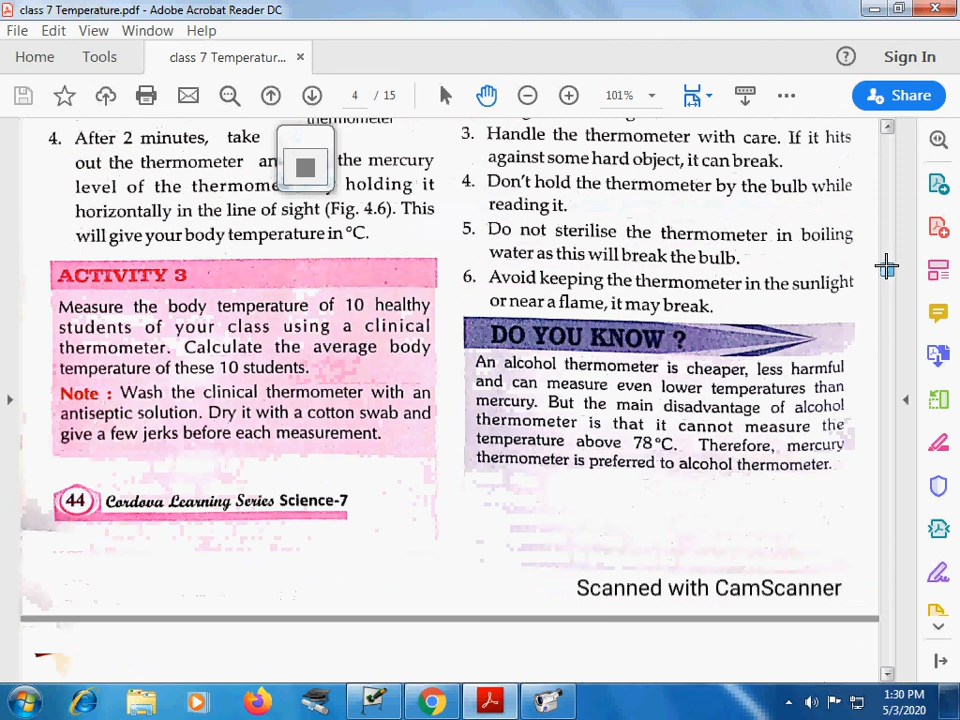 class 7 Temperature.pdf - Adobe Acrobat Reader DC
File Edit View Window Help
Home Tools class 7 Temperatur... × ? Sign In
4 / 15 101% Share
thermometer
4. After 2 minutes, take
out the thermometer the mercury
level of the holding it
horizontally in the line of sight (Fig. 4.6). This
will give your body temperature in °C.
ACTIVITY 3
Measure the body temperature of 10 healthy
students of your class using a clinical
thermometer. Calculate the average body
temperature of these 10 students.
Note : Wash the clinical thermometer with an
antiseptic solution. Dry it with a cotton swab and
give a few jerks before each measurement.
44 Cordova Learning Series Science-7
3. Handle the thermometer with care. If it hits
against some hard object, it can break.
4. Don't hold the thermometer by the bulb while
reading it.
5. Do not sterilise the thermometer in boiling
water as this will break the bulb.
6. Avoid keeping the thermometer in the sunlight
or near a flame, it may break.
DO YOU KNOW ?
An alcohol thermometer is cheaper, less harmful
and can measure even lower temperatures than
mercury. But the main disadvantage of alcohol
thermometer is that it cannot measure the
temperature above 78°C. Therefore, mercury
thermometer is preferred to alcohol thermometer.
Scanned with CamScanner
1:30 PM
5/3/2020